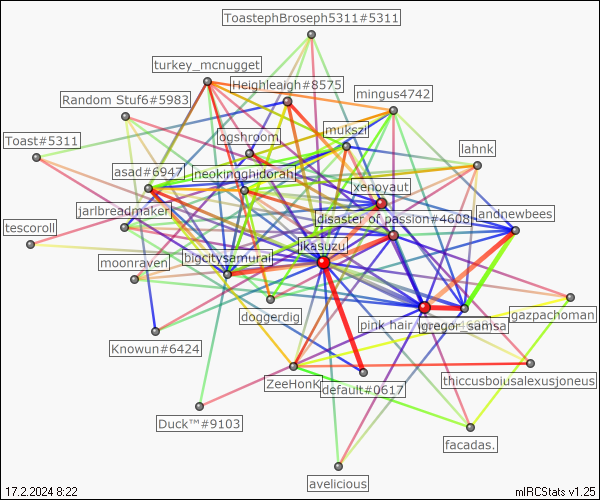 ToastephBroseph5311#5311
turkey_mcnugget
Heighleaigh#8575
Random Stuf6#5983
mingus4742
mukszi
Toast#5311
ogshroom
lahnk
asad#6947
neokingghidorah
xenoyaut
jarlbreadmaker
disaster of passion#4608
andnewbees
tescoroll
likasuzu
moonraven
bigcitysamurai
doggerdig
gazpachoman
pink hair
gregor_samsa
Knowun#6424
ZeeHonK
default#0617
thiccusboiusalexusjoneus
Duck™#9103
facadas.
avelicious
17.2.2024 8:22
mIRCStats v1.25